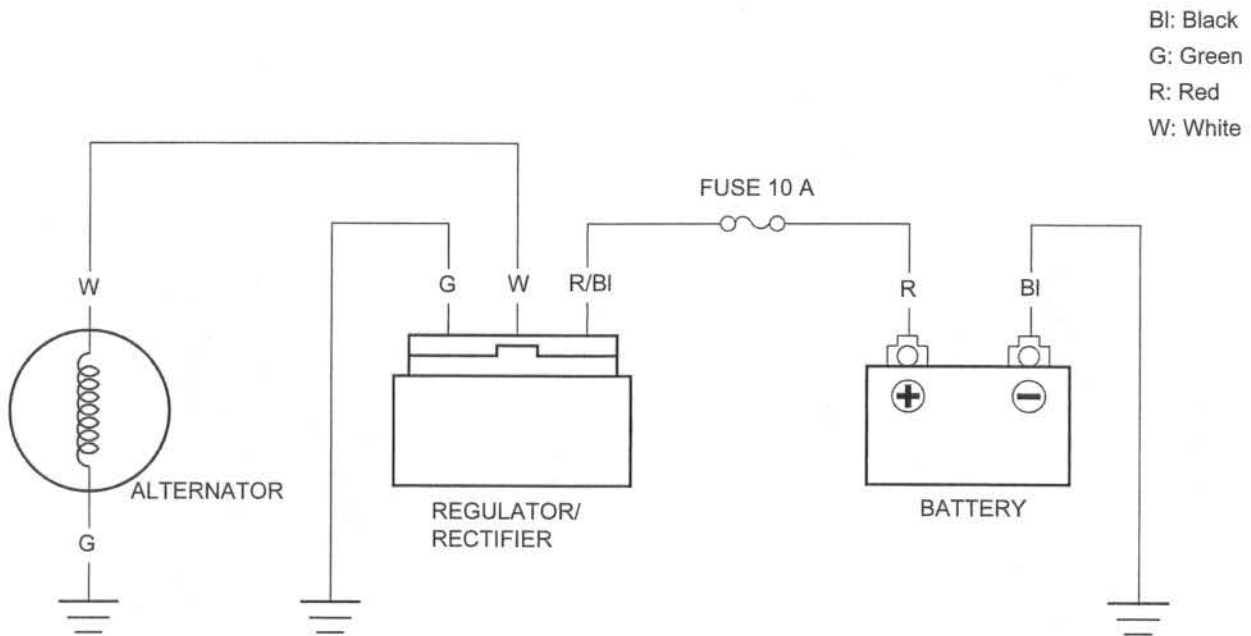 Bl: Black
G: Green
R: Red
W: White
FUSE 10 A
W
G
W
R/Bl
R
Bl
+
−
ALTERNATOR
REGULATOR/
RECTIFIER
BATTERY
G